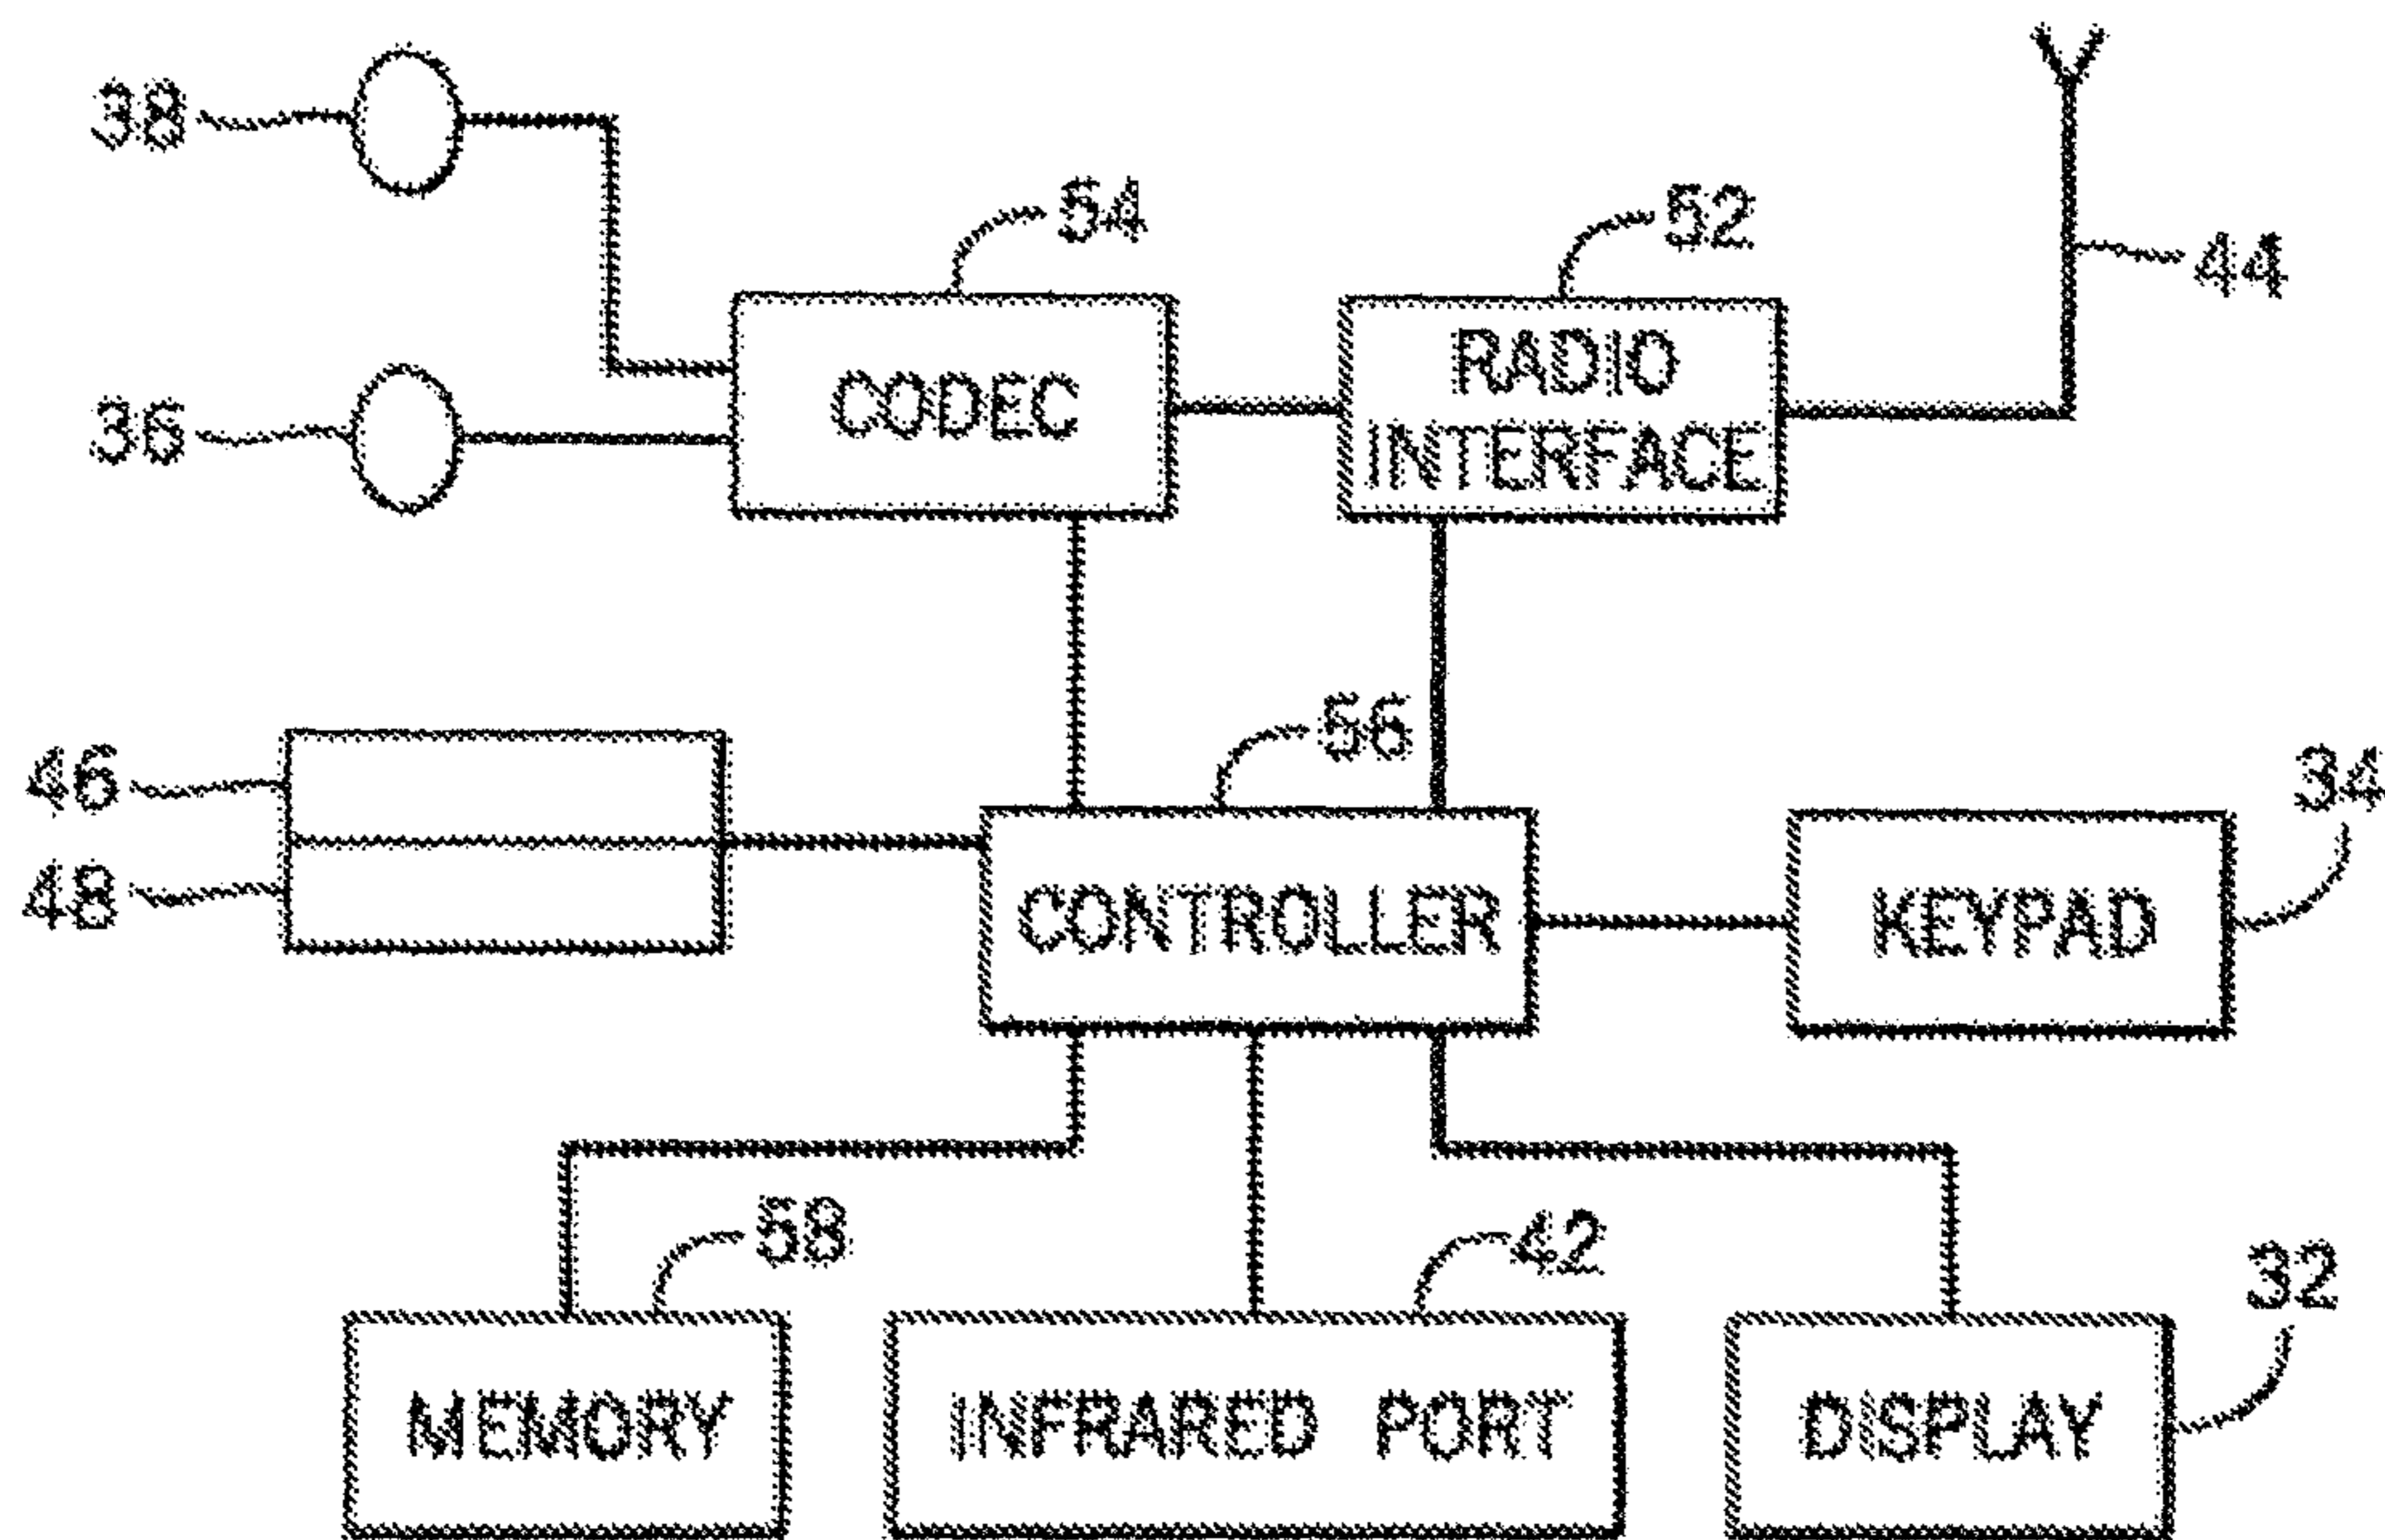 38
54
52
44
CODEC
RADIO
INTERFACE
36
56
46
34
48
CONTROLLER
KEYPAD
58
42
32
MEMORY
INFRARED PORT
DISPLAY